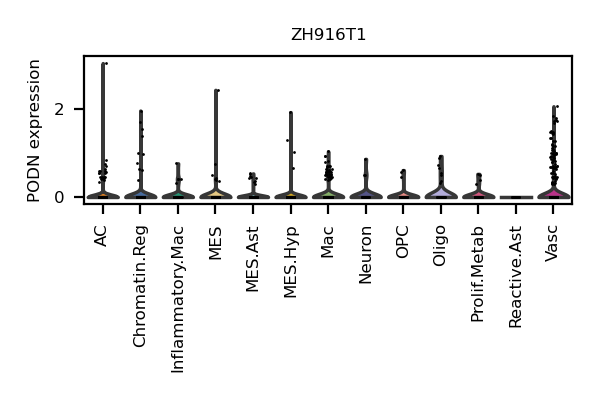 ZH916T1
PODN expression
2
0
AC
Chromatin.Reg
Inflammatory.Mac
MES
MES.Ast
MES.Hyp
Mac
Neuron
OPC
Oligo
Prolif.Metab
Reactive.Ast
Vasc